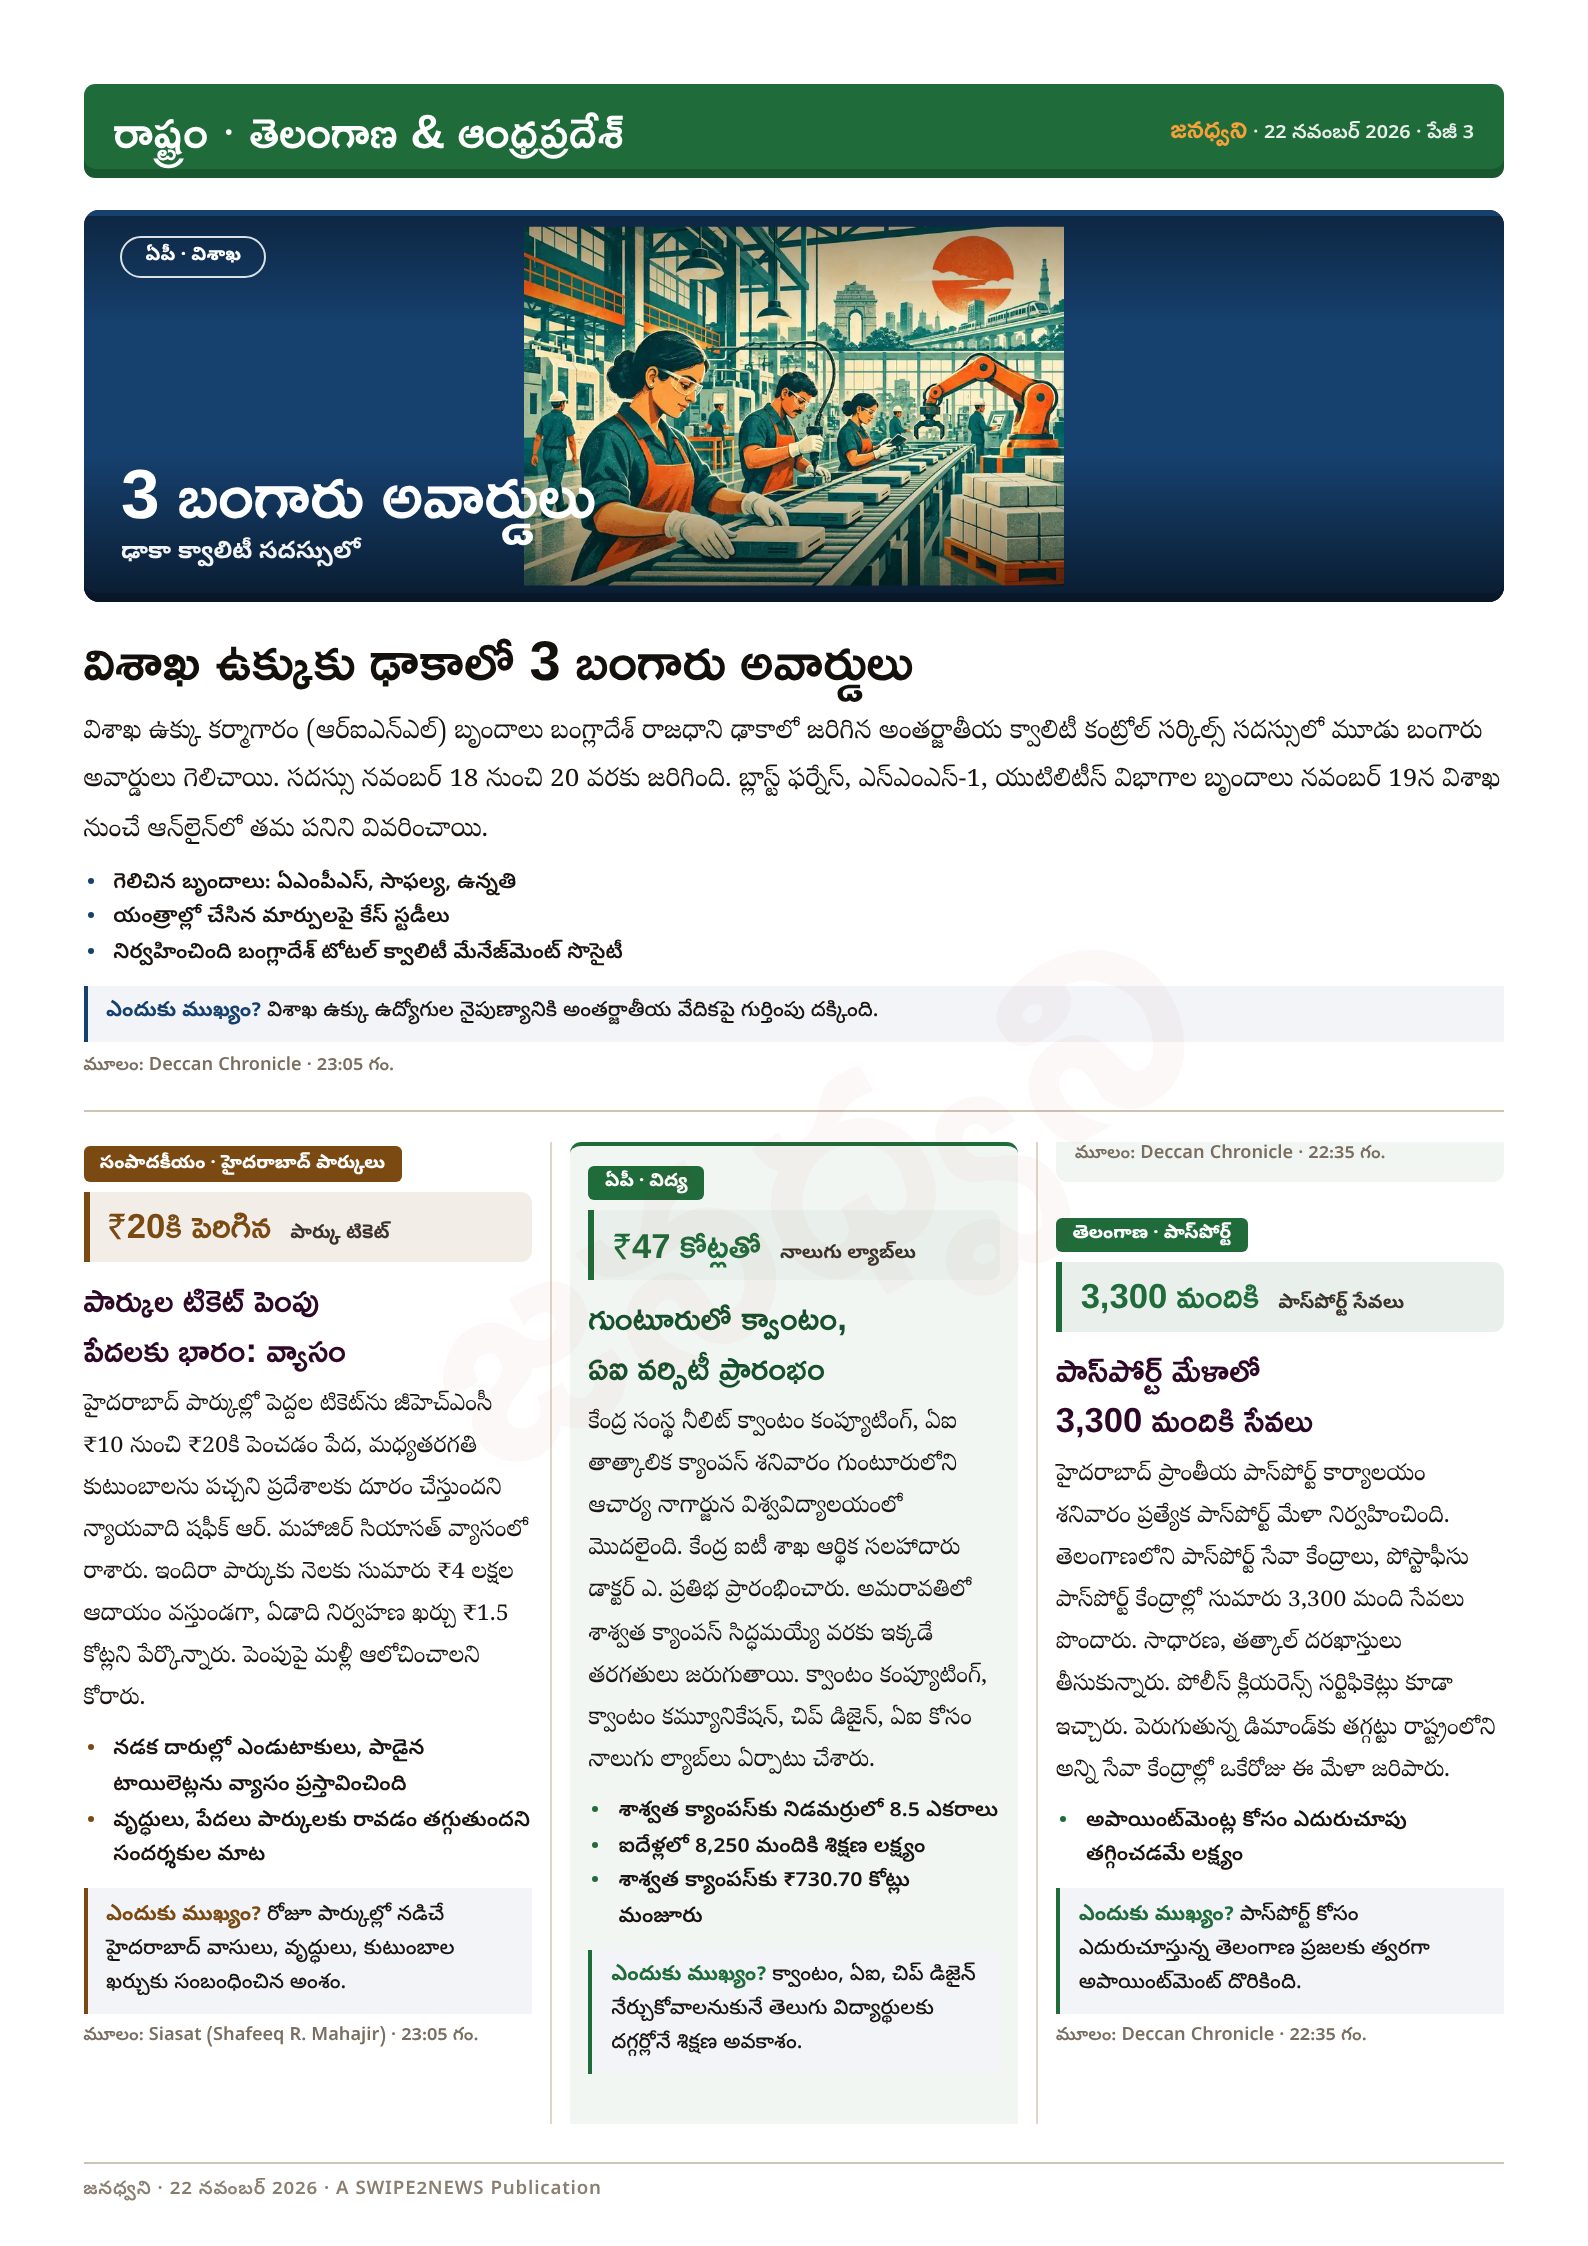 రాష్ట్రం · తెలంగాణ & ఆంధ్రప్రదేశ్
జనధ్వని · 22 నవంబర్ 2026 · పేజీ 3
ఏపీ · విశాఖ
3 బంగారు అవార్డులు
ఢాకా క్వాలిటీ సదస్సులో
విశాఖ ఉక్కుకు ఢాకాలో 3 బంగారు అవార్డులు
విశాఖ ఉక్కు కర్మాగారం (ఆర్ఐఎన్ఎల్) బృందాలు బంగ్లాదేశ్ రాజధాని ఢాకాలో జరిగిన అంతర్జాతీయ క్వాలిటీ కంట్రోల్ సర్కిల్స్ సదస్సులో మూడు బంగారు
అవార్డులు గెలిచాయి. సదస్సు నవంబర్ 18 నుంచి 20 వరకు జరిగింది. బ్లాస్ట్ ఫర్నేస్, ఎస్ఎంఎస్-1, యుటిలిటీస్ విభాగాల బృందాలు నవంబర్ 19న విశాఖ
నుంచే ఆన్‌లైన్‌లో తమ పనిని వివరించాయి.
• గెలిచిన బృందాలు: ఏఎంపీఎస్, సాఫల్య, ఉన్నతి
• యంత్రాల్లో చేసిన మార్పులపై కేస్ స్టడీలు
• నిర్వహించింది బంగ్లాదేశ్ టోటల్ క్వాలిటీ మేనేజ్‌మెంట్ సొసైటీ
ఎందుకు ముఖ్యం? విశాఖ ఉక్కు ఉద్యోగుల నైపుణ్యానికి అంతర్జాతీయ వేదికపై గుర్తింపు దక్కింది.
మూలం: Deccan Chronicle · 23:05 గం.
సంపాదకీయం · హైదరాబాద్ పార్కులు
₹20కి పెరిగిన పార్కు టికెట్
పార్కుల టికెట్ పెంపు
పేదలకు భారం: వ్యాసం
హైదరాబాద్ పార్కుల్లో పెద్దల టికెట్‌ను జీహెచ్ఎంసీ
₹10 నుంచి ₹20కి పెంచడం పేద, మధ్యతరగతి
కుటుంబాలను పచ్చని ప్రదేశాలకు దూరం చేస్తుందని
న్యాయవాది షఫీక్ ఆర్. మహాజిర్ సియాసత్ వ్యాసంలో
రాశారు. ఇందిరా పార్కుకు నెలకు సుమారు ₹4 లక్షల
ఆదాయం వస్తుండగా, ఏడాది నిర్వహణ ఖర్చు ₹1.5
కోట్లని పేర్కొన్నారు. పెంపుపై మళ్లీ ఆలోచించాలని
కోరారు.
• నడక దారుల్లో ఎండుటాకులు, పాడైన
టాయిలెట్లను వ్యాసం ప్రస్తావించింది
• వృద్ధులు, పేదలు పార్కులకు రావడం తగ్గుతుందని
సందర్శకుల మాట
ఎందుకు ముఖ్యం? రోజూ పార్కుల్లో నడిచే
హైదరాబాద్ వాసులు, వృద్ధులు, కుటుంబాల
ఖర్చుకు సంబంధించిన అంశం.
మూలం: Siasat (Shafeeq R. Mahajir) · 23:05 గం.
ఏపీ · విద్య
₹47 కోట్లతో నాలుగు ల్యాబ్‌లు
గుంటూరులో క్వాంటం,
ఏఐ వర్సిటీ ప్రారంభం
కేంద్ర సంస్థ నీలిట్ క్వాంటం కంప్యూటింగ్, ఏఐ
తాత్కాలిక క్యాంపస్ శనివారం గుంటూరులోని
ఆచార్య నాగార్జున విశ్వవిద్యాలయంలో
మొదలైంది. కేంద్ర ఐటీ శాఖ ఆర్థిక సలహాదారు
డాక్టర్ ఎ. ప్రతిభ ప్రారంభించారు. అమరావతిలో
శాశ్వత క్యాంపస్ సిద్ధమయ్యే వరకు ఇక్కడే
తరగతులు జరుగుతాయి. క్వాంటం కంప్యూటింగ్,
క్వాంటం కమ్యూనికేషన్, చిప్ డిజైన్, ఏఐ కోసం
నాలుగు ల్యాబ్‌లు ఏర్పాటు చేశారు.
• శాశ్వత క్యాంపస్‌కు నిడమర్రులో 8.5 ఎకరాలు
• ఐదేళ్లలో 8,250 మందికి శిక్షణ లక్ష్యం
• శాశ్వత క్యాంపస్‌కు ₹730.70 కోట్లు
మంజూరు
ఎందుకు ముఖ్యం? క్వాంటం, ఏఐ, చిప్ డిజైన్
నేర్చుకోవాలనుకునే తెలుగు విద్యార్థులకు
దగ్గర్లోనే శిక్షణ అవకాశం.
మూలం: Deccan Chronicle · 22:35 గం.
తెలంగాణ · పాస్‌పోర్ట్
3,300 మందికి పాస్‌పోర్ట్ సేవలు
పాస్‌పోర్ట్ మేళాలో
3,300 మందికి సేవలు
హైదరాబాద్ ప్రాంతీయ పాస్‌పోర్ట్ కార్యాలయం
శనివారం ప్రత్యేక పాస్‌పోర్ట్ మేళా నిర్వహించింది.
తెలంగాణలోని పాస్‌పోర్ట్ సేవా కేంద్రాలు, పోస్టాఫీసు
పాస్‌పోర్ట్ కేంద్రాల్లో సుమారు 3,300 మంది సేవలు
పొందారు. సాధారణ, తత్కాల్ దరఖాస్తులు
తీసుకున్నారు. పోలీస్ క్లియరెన్స్ సర్టిఫికెట్లు కూడా
ఇచ్చారు. పెరుగుతున్న డిమాండ్‌కు తగ్గట్టు రాష్ట్రంలోని
అన్ని సేవా కేంద్రాల్లో ఒకేరోజు ఈ మేళా జరిపారు.
• అపాయింట్‌మెంట్ల కోసం ఎదురుచూపు
తగ్గించడమే లక్ష్యం
ఎందుకు ముఖ్యం? పాస్‌పోర్ట్ కోసం
ఎదురుచూస్తున్న తెలంగాణ ప్రజలకు త్వరగా
అపాయింట్‌మెంట్ దొరికింది.
మూలం: Deccan Chronicle · 22:35 గం.
జనధ్వని
జనధ్వని · 22 నవంబర్ 2026 · A SWIPE2NEWS Publication